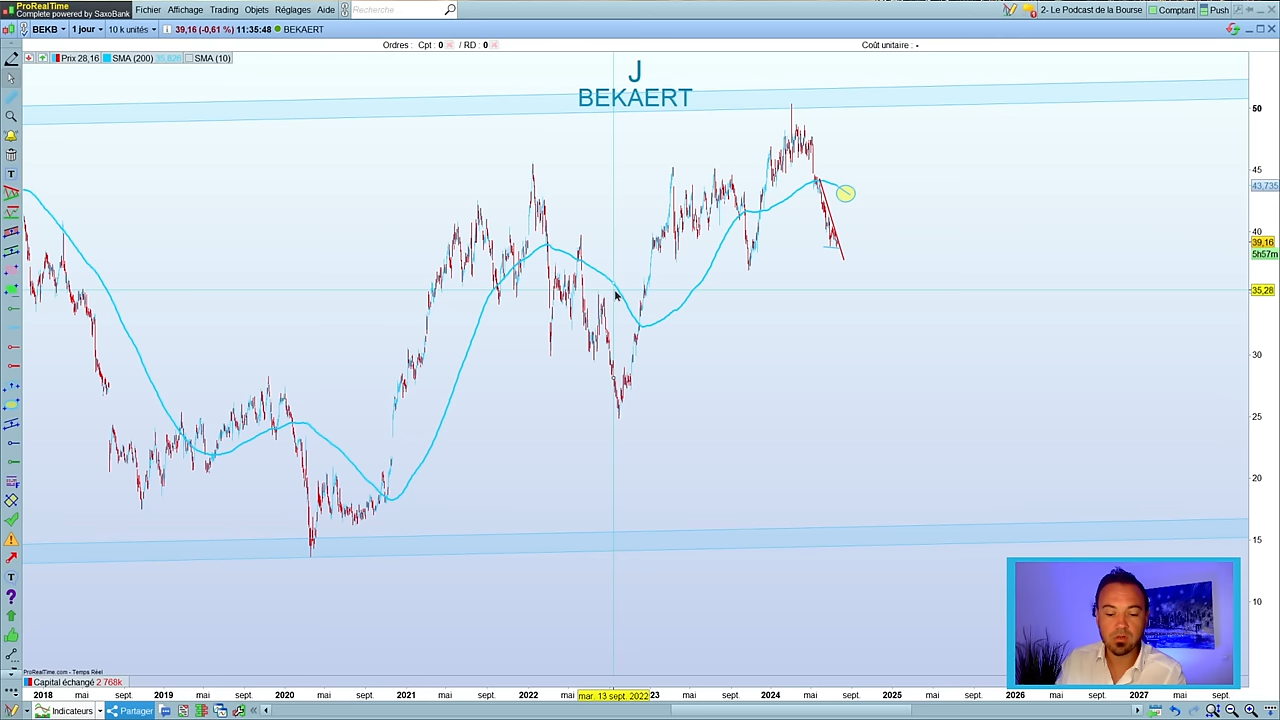 ProRealTime
Complete powered by SaxoBank
Fichier Affichage Trading Objets Réglages Aide
Recherche
2- Le Podcast de la Bourse
Comptant
Push
BEKB 1 jour 10 k unités i 39,16 (-0,61 %) 11:35:48 BEKAERT
Ordres : Cpt : 0 / RD : 0
Coût unitaire : -
Prix 28,16 SMA (200) 35,826 SMA (10)
J
BEKAERT
50
45
43,735
40
39,16
5h57m
35,28
30
25
20
15
10
ProRealTime.com - Temps Réel
Capital échangé 2 768k
2018 mai sept. 2019 mai sept. 2020 mai sept. 2021 mai sept. 2022 mai mar. 13 sept. 2022 23 mai sept. 2024 mai sept. 2025 mai sept. 2026 mai sept. 2027 mai sept.
Indicateurs
Partager